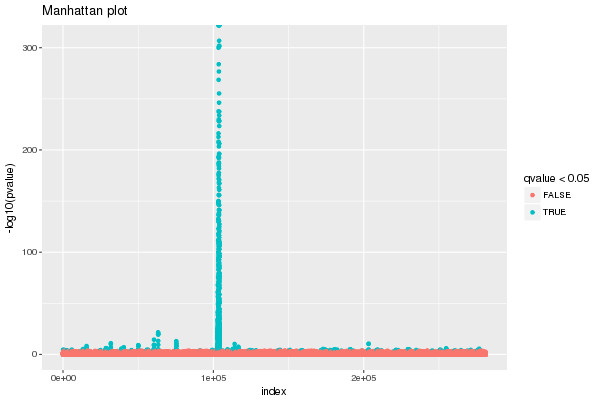 Manhattan plot
300
200
100
0
-log10(pvalue)
0e+00
1e+05
2e+05
index
qvalue < 0.05
FALSE
TRUE